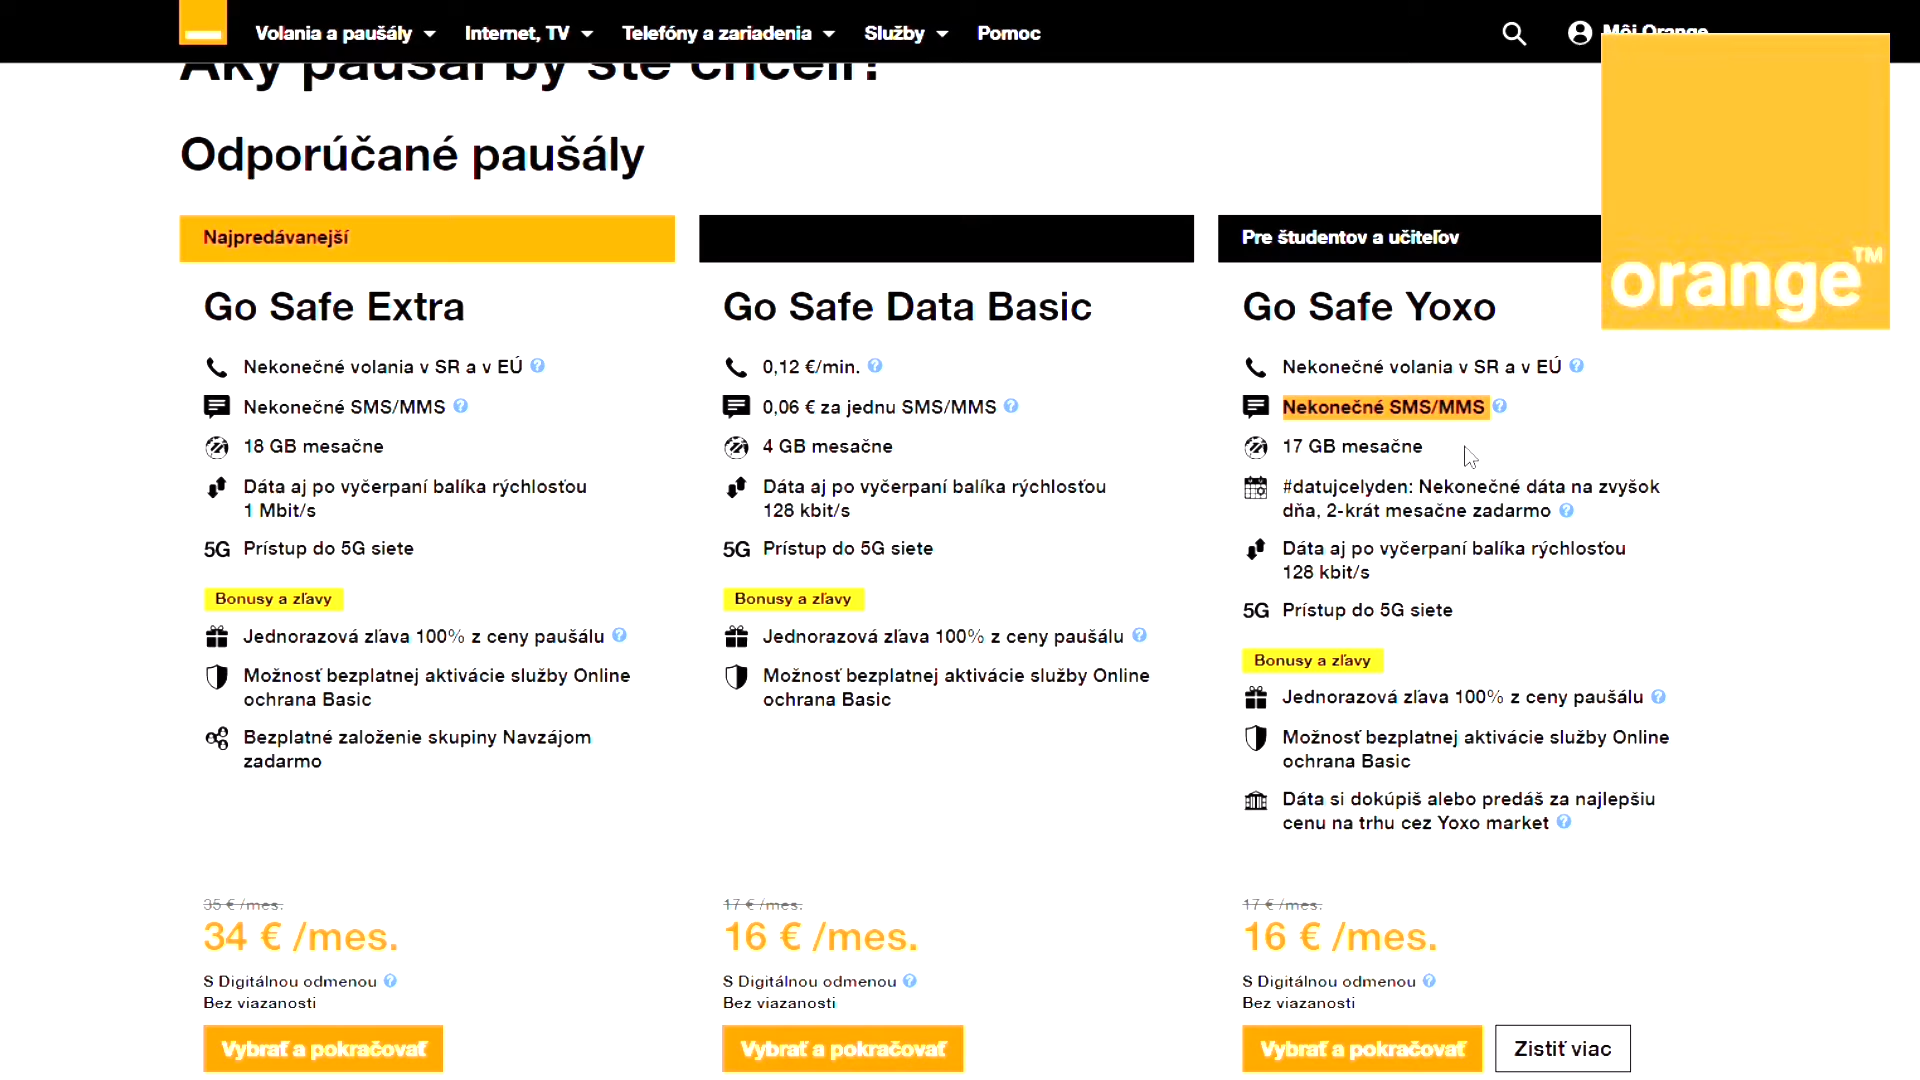 Volania a paušály
Internet, TV
Telefóny a zariadenia
Služby
Pomoc
Môj Orange
Aký paušál by ste chceli?
Odporúčané paušály
orange™
Najpredávanejší
Go Safe Extra
Nekonečné volania v SR a v EÚ
Nekonečné SMS/MMS
18 GB mesačne
Dáta aj po vyčerpaní balíka rýchlosťou
1 Mbit/s
5G Prístup do 5G siete
Bonusy a zľavy
Jednorazová zľava 100% z ceny paušálu
Možnosť bezplatnej aktivácie služby Online
ochrana Basic
Bezplatné založenie skupiny Navzájom
zadarmo
35 € /mes.
34 € /mes.
S Digitálnou odmenou
Bez viazanosti
Vybrať a pokračovať
Go Safe Data Basic
0,12 €/min.
0,06 € za jednu SMS/MMS
4 GB mesačne
Dáta aj po vyčerpaní balíka rýchlosťou
128 kbit/s
5G Prístup do 5G siete
Bonusy a zľavy
Jednorazová zľava 100% z ceny paušálu
Možnosť bezplatnej aktivácie služby Online
ochrana Basic
17 € /mes.
16 € /mes.
S Digitálnou odmenou
Bez viazanosti
Vybrať a pokračovať
Pre študentov a učiteľov
Go Safe Yoxo
Nekonečné volania v SR a v EÚ
Nekonečné SMS/MMS
17 GB mesačne
#datujcelyden: Nekonečné dáta na zvyšok
dňa, 2-krát mesačne zadarmo
Dáta aj po vyčerpaní balíka rýchlosťou
128 kbit/s
5G Prístup do 5G siete
Bonusy a zľavy
Jednorazová zľava 100% z ceny paušálu
Možnosť bezplatnej aktivácie služby Online
ochrana Basic
Dáta si dokúpiš alebo predáš za najlepšiu
cenu na trhu cez Yoxo market
17 € /mes.
16 € /mes.
S Digitálnou odmenou
Bez viazanosti
Vybrať a pokračovať
Zistiť viac